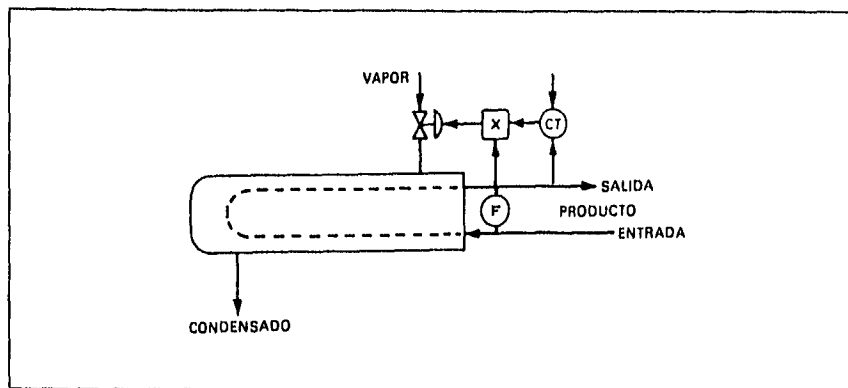 VAPOR
X
CT
SALIDA
F
PRODUCTO
ENTRADA
CONDENSADO